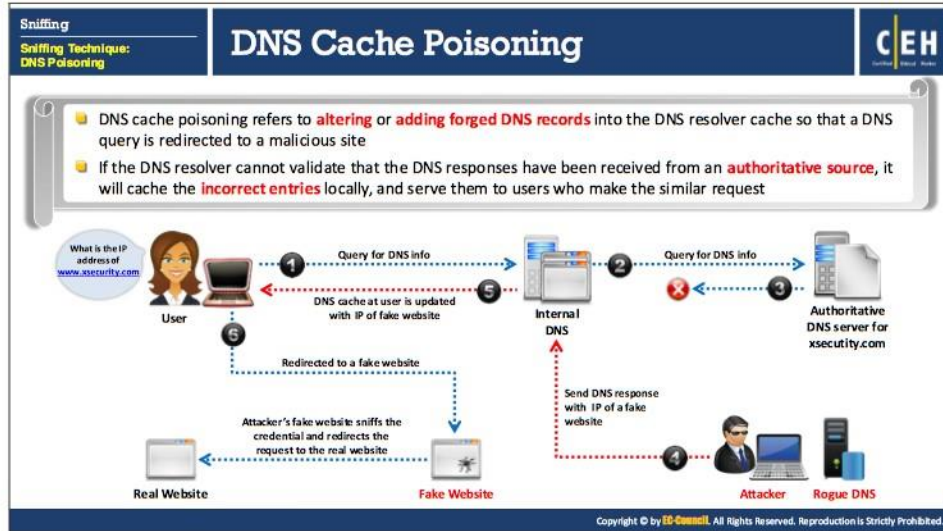 Sniffing
Sniffing Technique:
DNS Poisoning
DNS Cache Poisoning
C|EH
Certified Ethical Hacker
DNS cache poisoning refers to altering or adding forged DNS records into the DNS resolver cache so that a DNS
query is redirected to a malicious site
If the DNS resolver cannot validate that the DNS responses have been received from an authoritative source, it
will cache the incorrect entries locally, and serve them to users who make the similar request
What is the IP
address of
www.xsecurity.com
User
1
Query for DNS info
DNS cache at user is updated
with IP of fake website
5
Internal
DNS
2
Query for DNS info
3
Authoritative
DNS server for
xsecutity.com
6
Redirected to a fake website
Attacker's fake website sniffs
the credential and redirects the
request to the real website
Real Website
Fake Website
Send DNS response
with IP of a fake
website
4
Attacker
Rogue DNS
Copyright © by EC-Council. All Rights Reserved. Reproduction is Strictly Prohibited.